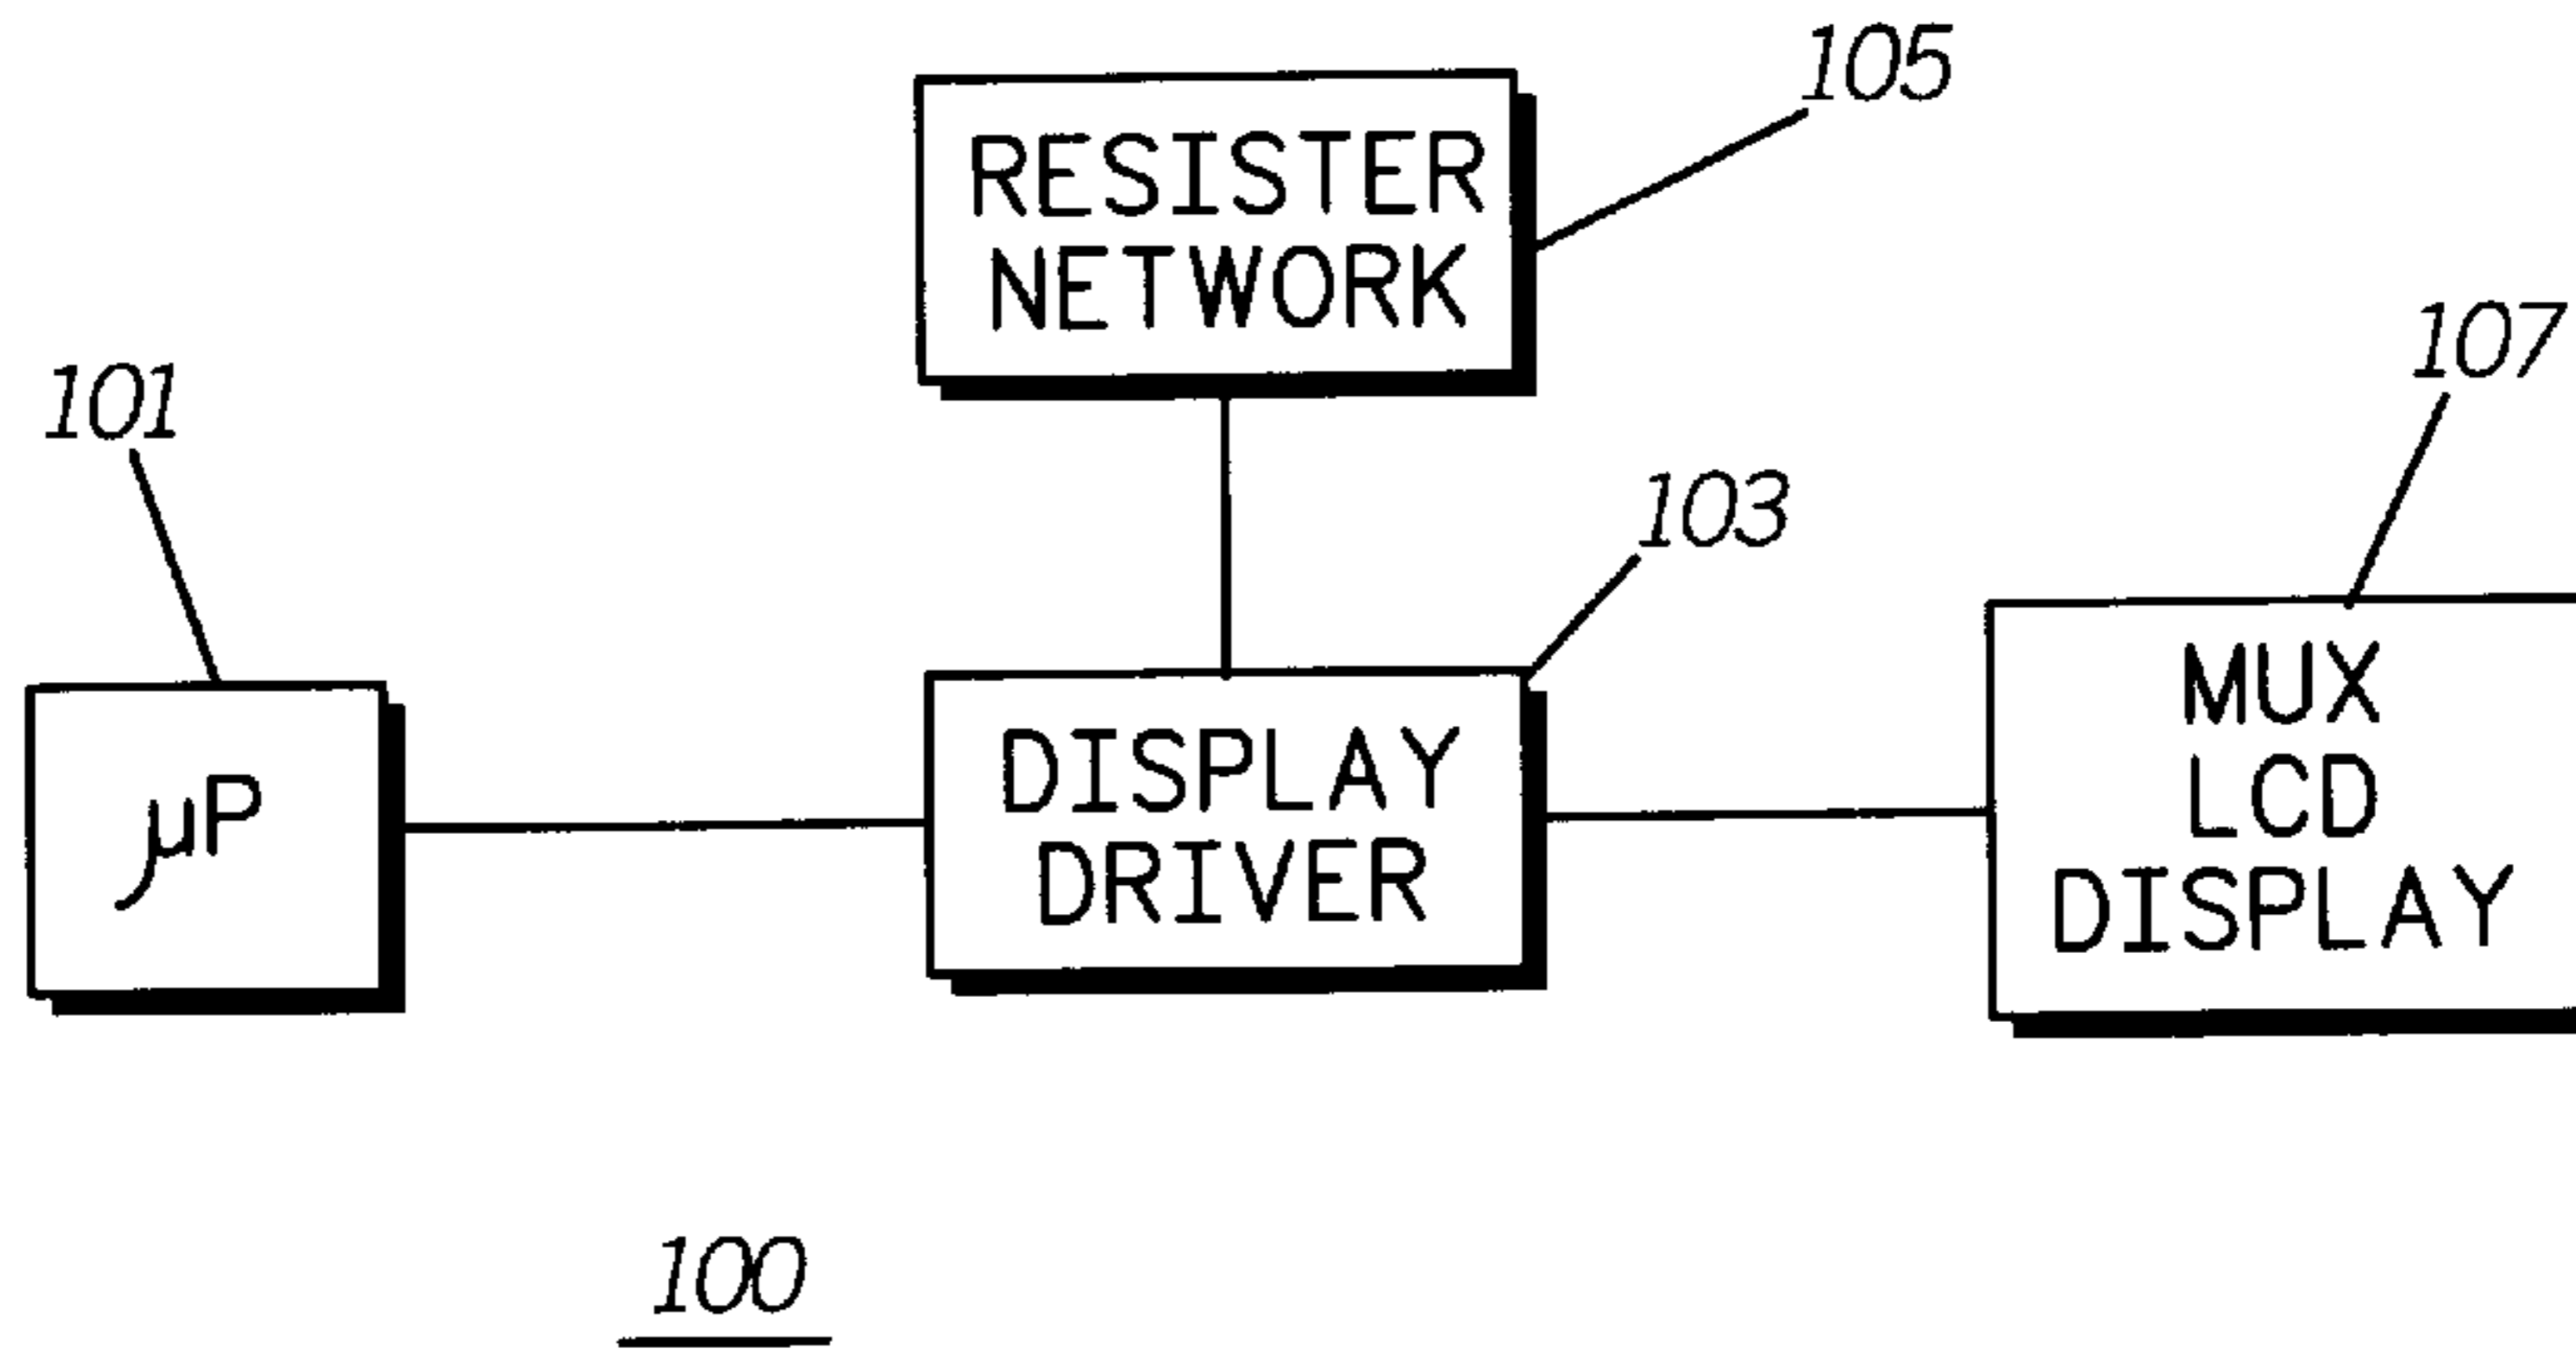 105
RESISTER
NETWORK
107
101
103
µP
DISPLAY
DRIVER
MUX
LCD
DISPLAY
100